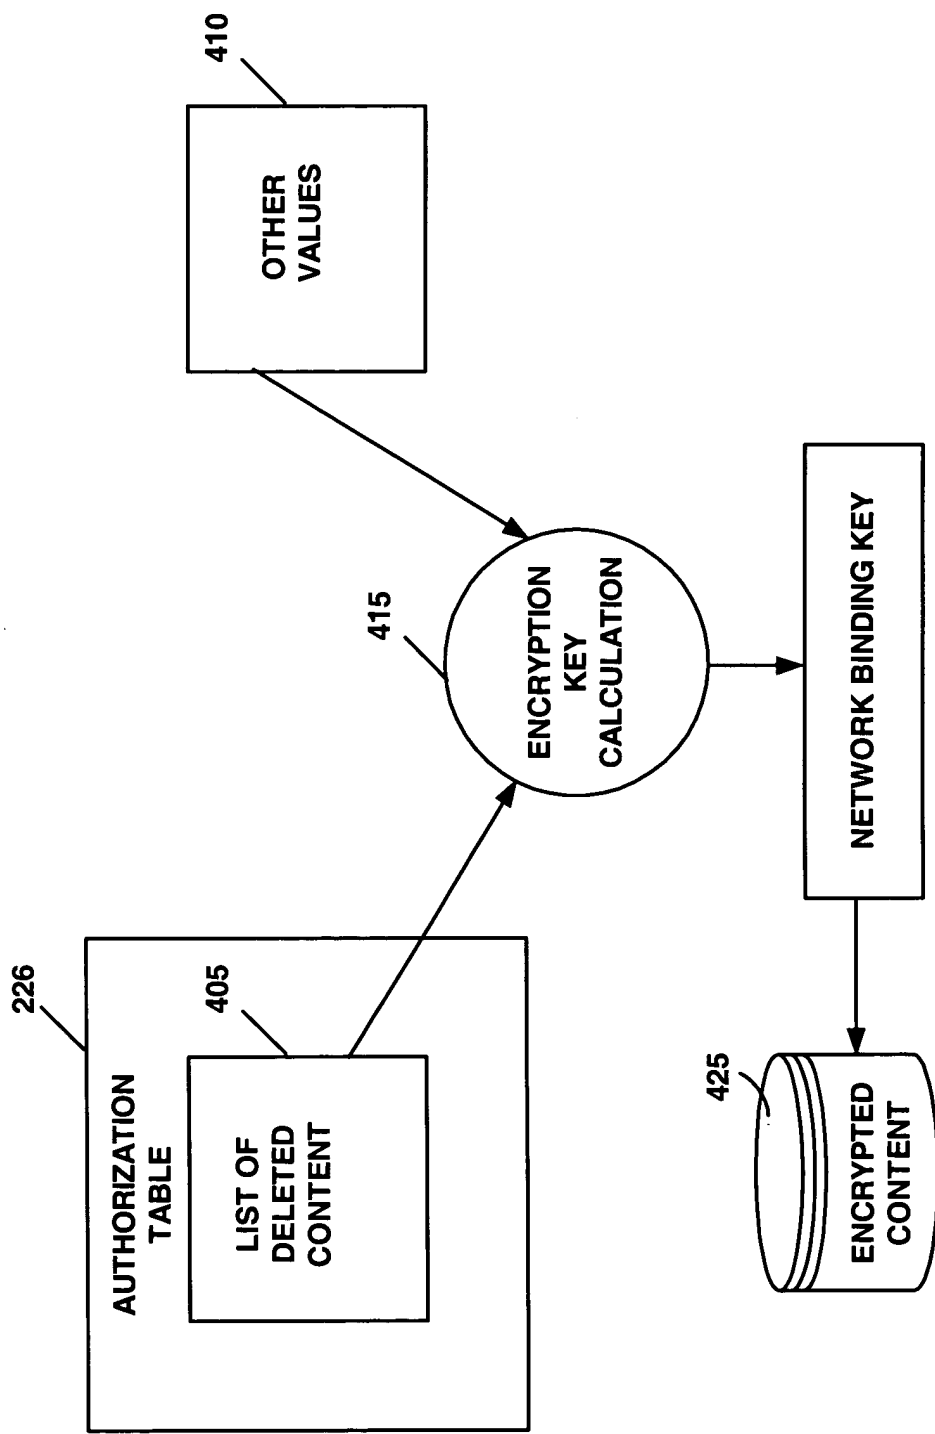 226
AUTHORIZATION
TABLE
405
LIST OF
DELETED
CONTENT
410
OTHER
VALUES
415
ENCRYPTION
KEY
CALCULATION
NETWORK BINDING KEY
425
ENCRYPTED
CONTENT